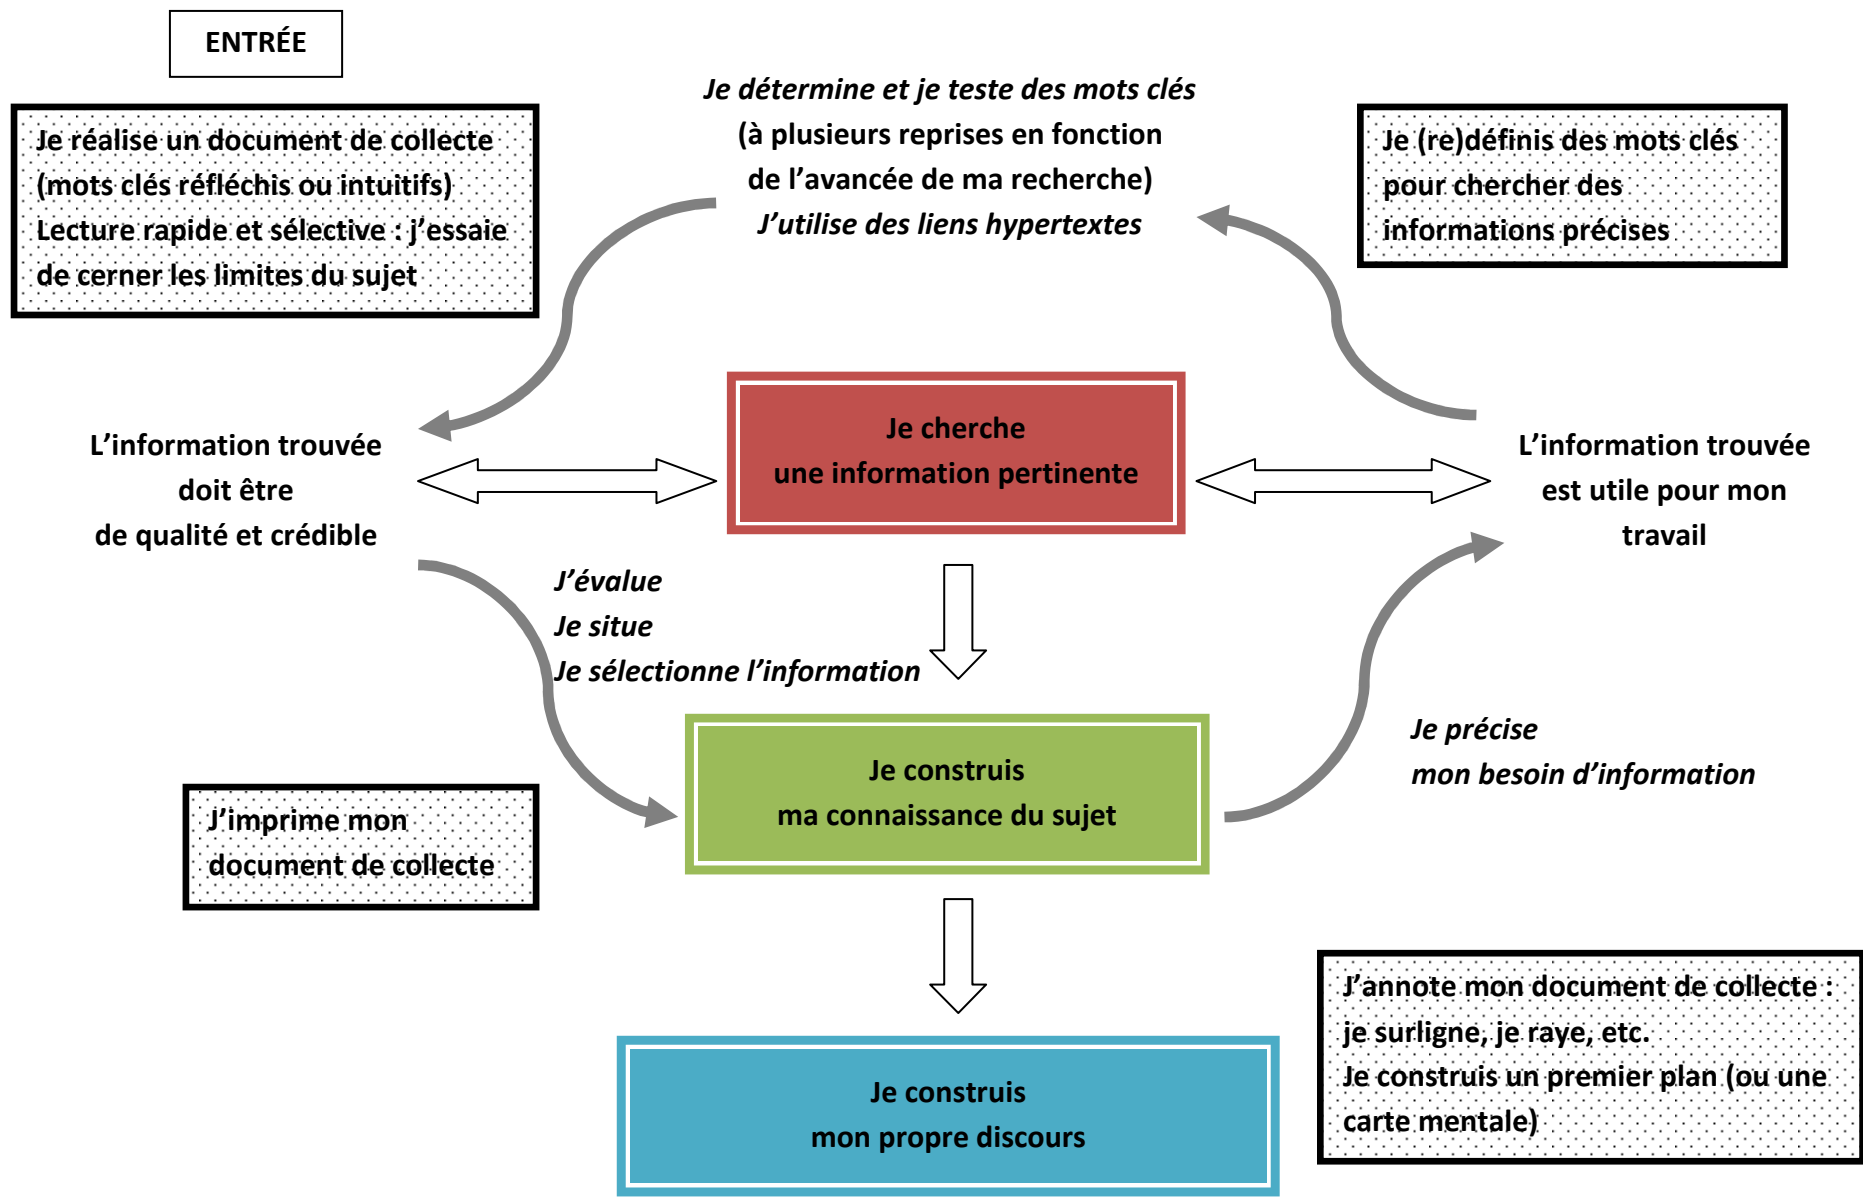 ENTRÉE
Je réalise un document de collecte
(mots clés réfléchis ou intuitifs)
Lecture rapide et sélective : j’essaie
de cerner les limites du sujet
Je détermine et je teste des mots clés
(à plusieurs reprises en fonction
de l’avancée de ma recherche)
J’utilise des liens hypertextes
Je (re)définis des mots clés
pour chercher des
informations précises
L’information trouvée
doit être
de qualité et crédible
Je cherche
une information pertinente
L’information trouvée
est utile pour mon
travail
J’évalue
Je situe
Je sélectionne l’information
Je construis
ma connaissance du sujet
Je précise
mon besoin d’information
J’imprime mon
document de collecte
J’annote mon document de collecte :
je surligne, je raye, etc.
Je construis un premier plan (ou une
carte mentale)
Je construis
mon propre discours